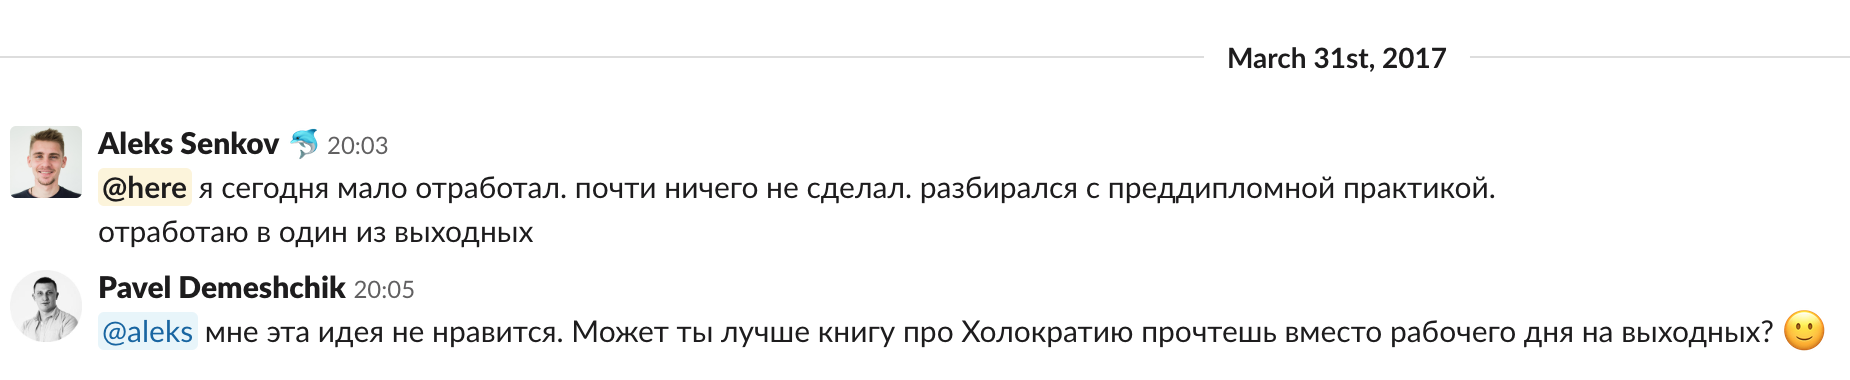 March 31st, 2017
Aleks Senkov 🐬 20:03
@here я сегодня мало отработал. почти ничего не сделал. разбирался с преддипломной практикой.
отработаю в один из выходных
Pavel Demeshchik 20:05
@aleks мне эта идея не нравится. Может ты лучше книгу про Холократию прочтешь вместо рабочего дня на выходных? 🙂